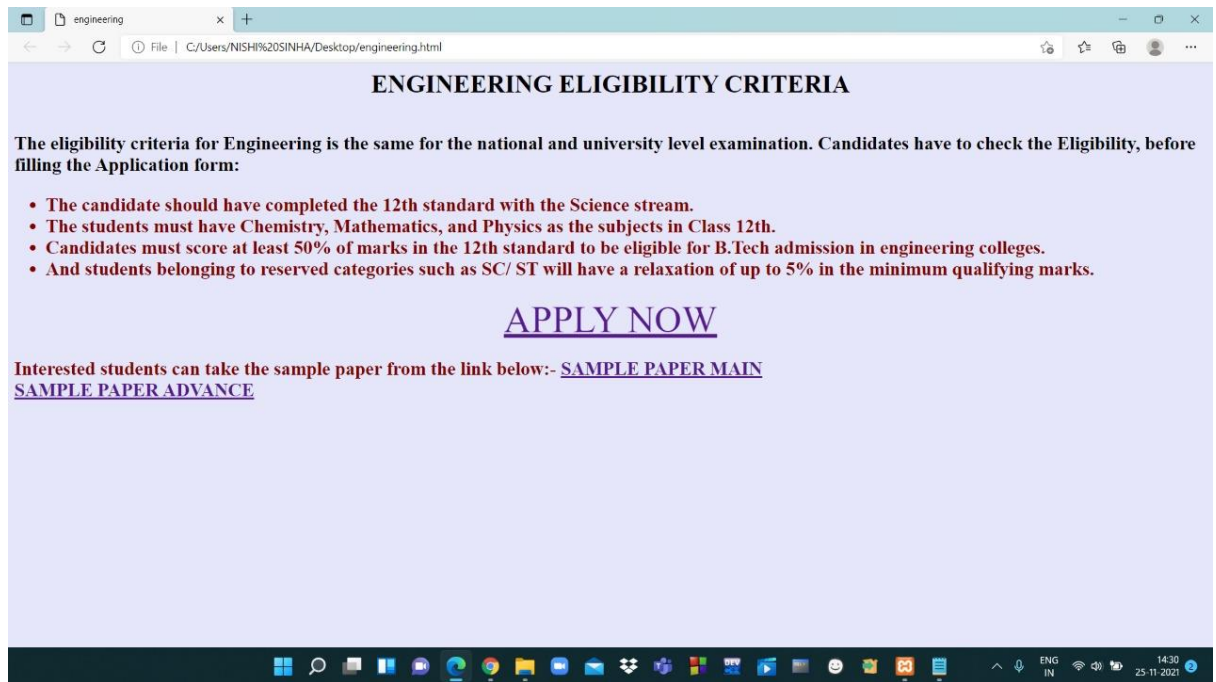 engineering
File | C:/Users/NISHI%20SINHA/Desktop/engineering.html
ENGINEERING ELIGIBILITY CRITERIA
The eligibility criteria for Engineering is the same for the national and university level examination. Candidates have to check the Eligibility, before
filling the Application form:
• The candidate should have completed the 12th standard with the Science stream.
• The students must have Chemistry, Mathematics, and Physics as the subjects in Class 12th.
• Candidates must score at least 50% of marks in the 12th standard to be eligible for B.Tech admission in engineering colleges.
• And students belonging to reserved categories such as SC/ ST will have a relaxation of up to 5% in the minimum qualifying marks.
APPLY NOW
Interested students can take the sample paper from the link below:- SAMPLE PAPER MAIN
SAMPLE PAPER ADVANCE
DEV
ENG
IN
14:30
25-11-2021
2